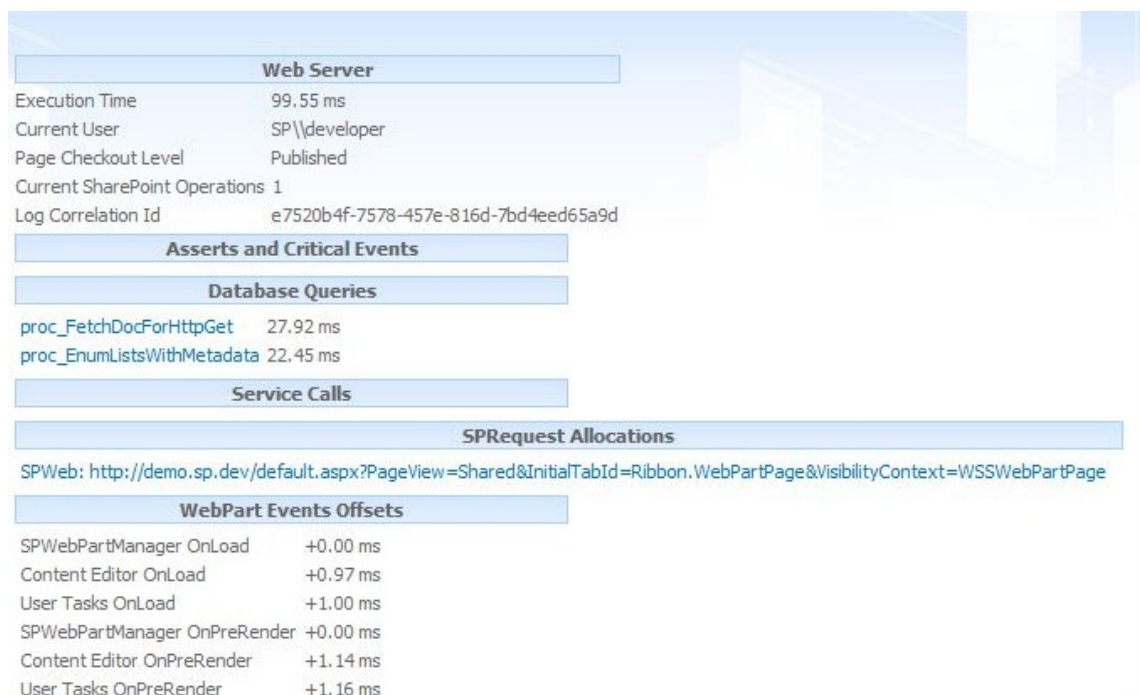 Web Server
Execution Time 99.55 ms
Current User SP\\developer
Page Checkout Level Published
Current SharePoint Operations 1
Log Correlation Id e7520b4f-7578-457e-816d-7bd4eed65a9d
Asserts and Critical Events
Database Queries
proc_FetchDocForHttpGet 27.92 ms
proc_EnumListsWithMetadata 22.45 ms
Service Calls
SPRequest Allocations
SPWeb: http://demo.sp.dev/default.aspx?PageView=Shared&InitialTabId=Ribbon.WebPartPage&VisibilityContext=WSSWebPartPage
WebPart Events Offsets
SPWebPartManager OnLoad +0.00 ms
Content Editor OnLoad +0.97 ms
User Tasks OnLoad +1.00 ms
SPWebPartManager OnPreRender +0.00 ms
Content Editor OnPreRender +1.14 ms
User Tasks OnPreRender +1.16 ms